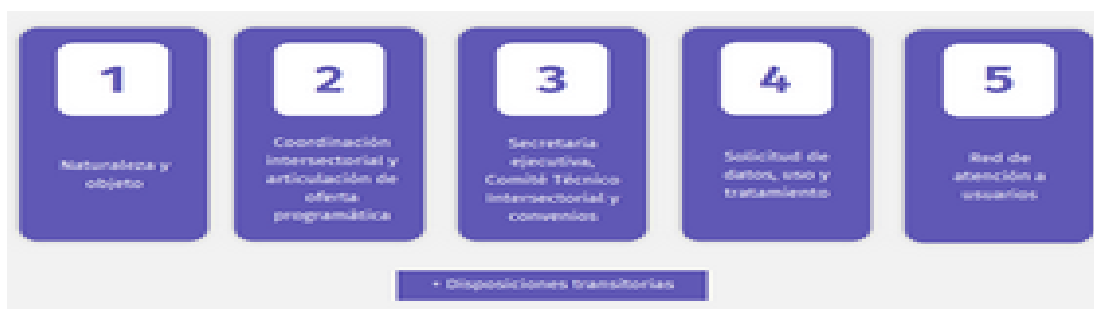 1
Naturaleza y
objeto
2
Coordinación
intersectorial y
articulación de
oferta
programática
3
Secretaria
ejecutiva,
Comité Técnico
Intersectorial y
convenios
4
Solicitud de
datos, uso y
tratamiento
5
Red de
atención a
usuarios
+ Disposiciones transitorias